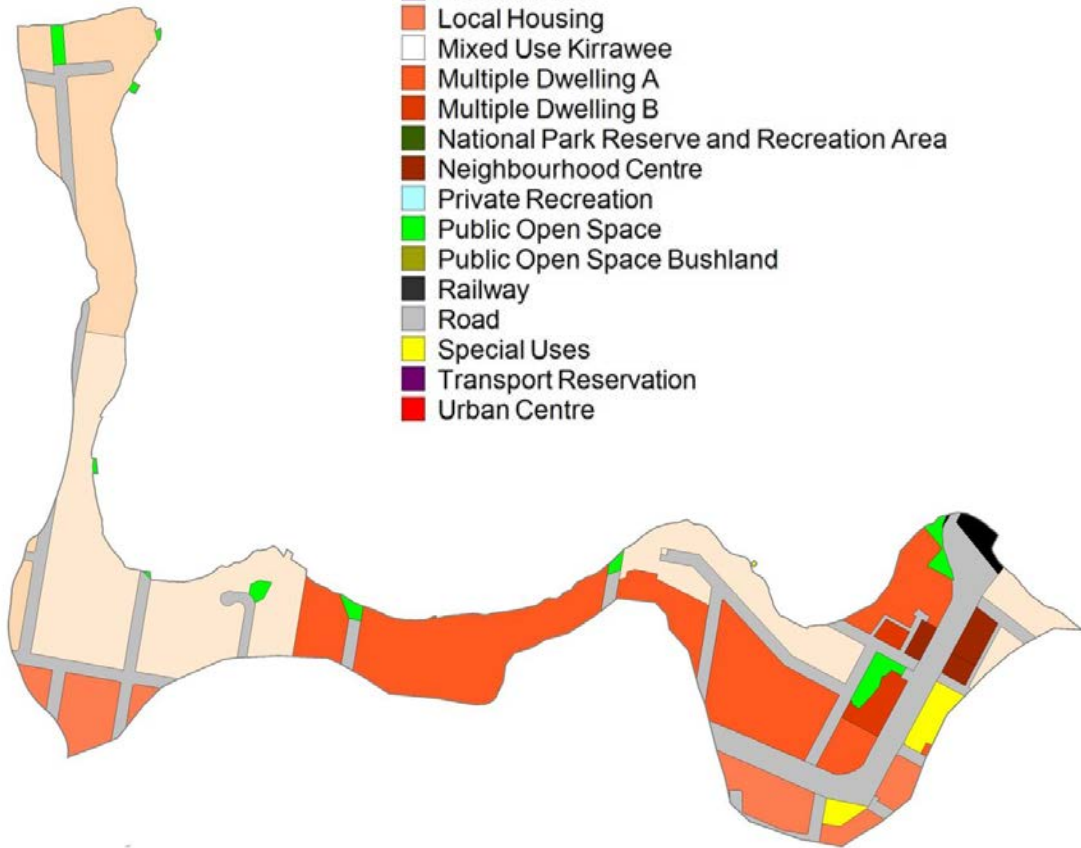 Local Housing
Mixed Use Kirrawee
Multiple Dwelling A
Multiple Dwelling B
National Park Reserve and Recreation Area
Neighbourhood Centre
Private Recreation
Public Open Space
Public Open Space Bushland
Railway
Road
Special Uses
Transport Reservation
Urban Centre